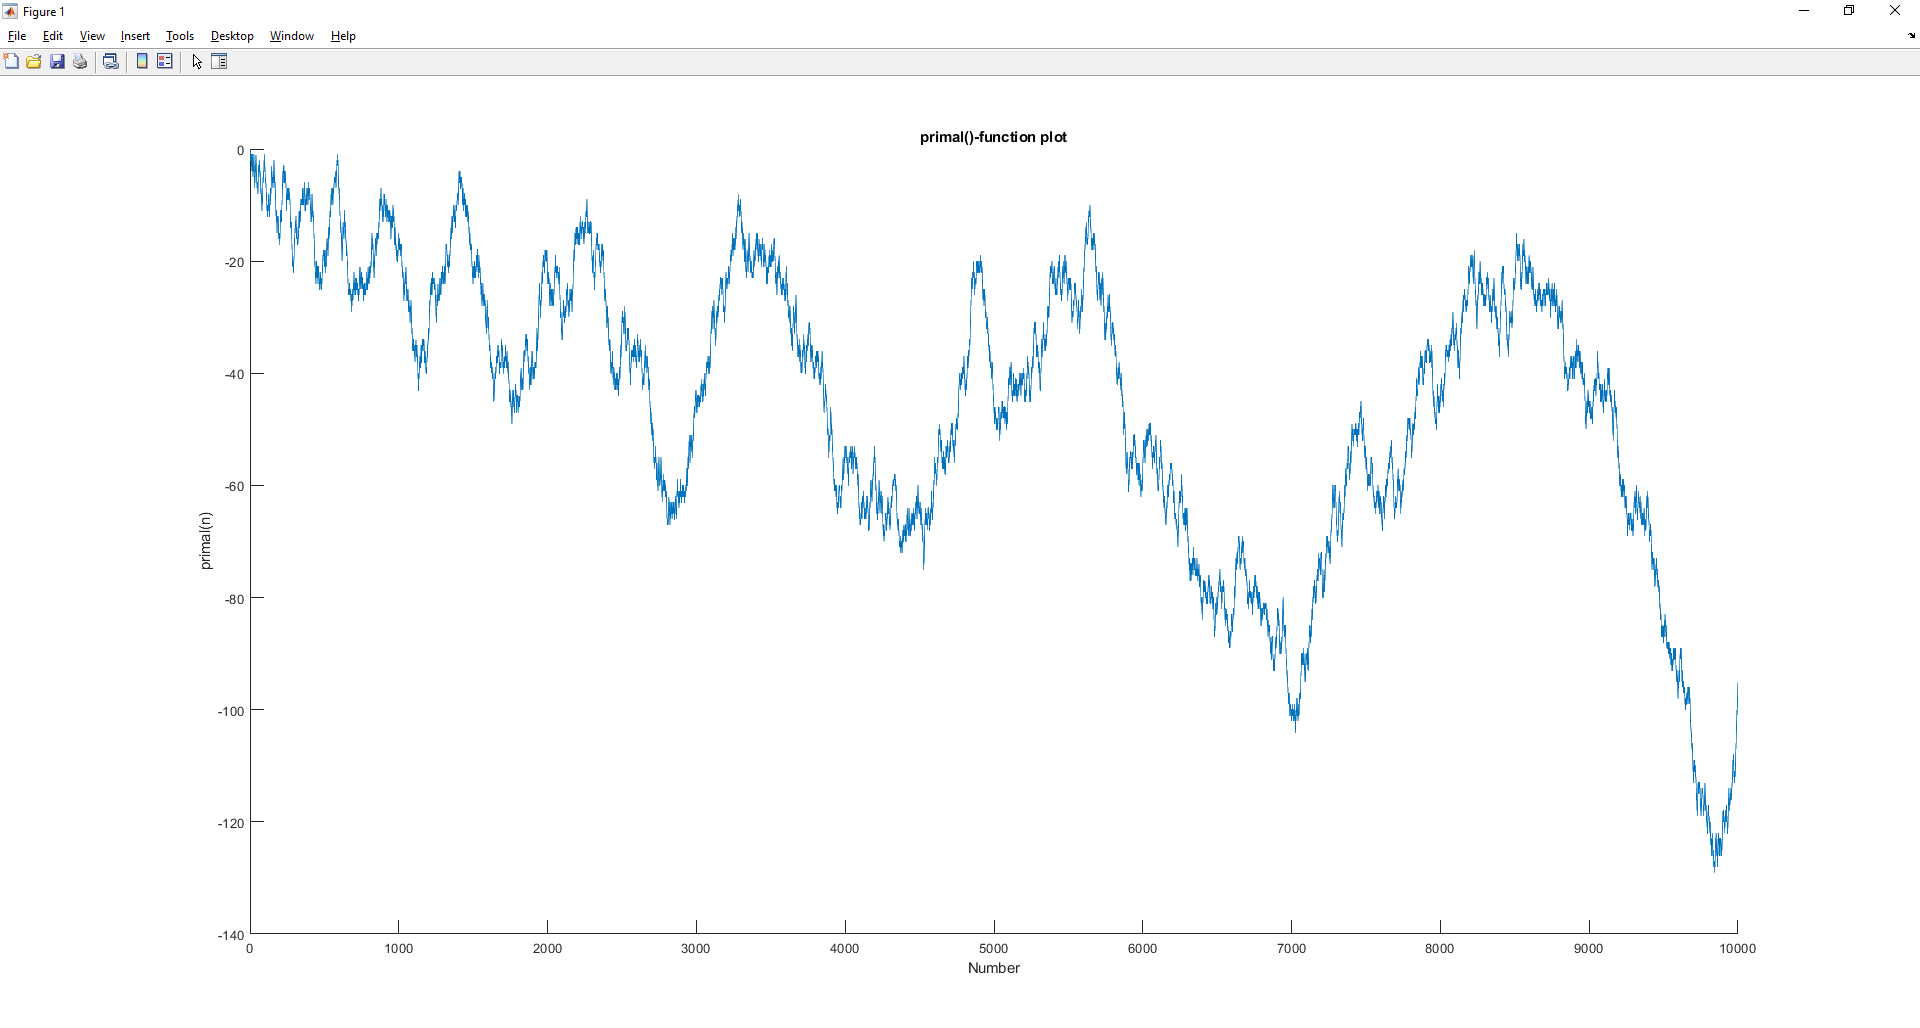 Figure 1
File Edit View Insert Tools Desktop Window Help
primal()-function plot
0
-20
-40
-60
-80
-100
-120
-140
primal(n)
0 1000 2000 3000 4000 5000 6000 7000 8000 9000 10000
Number